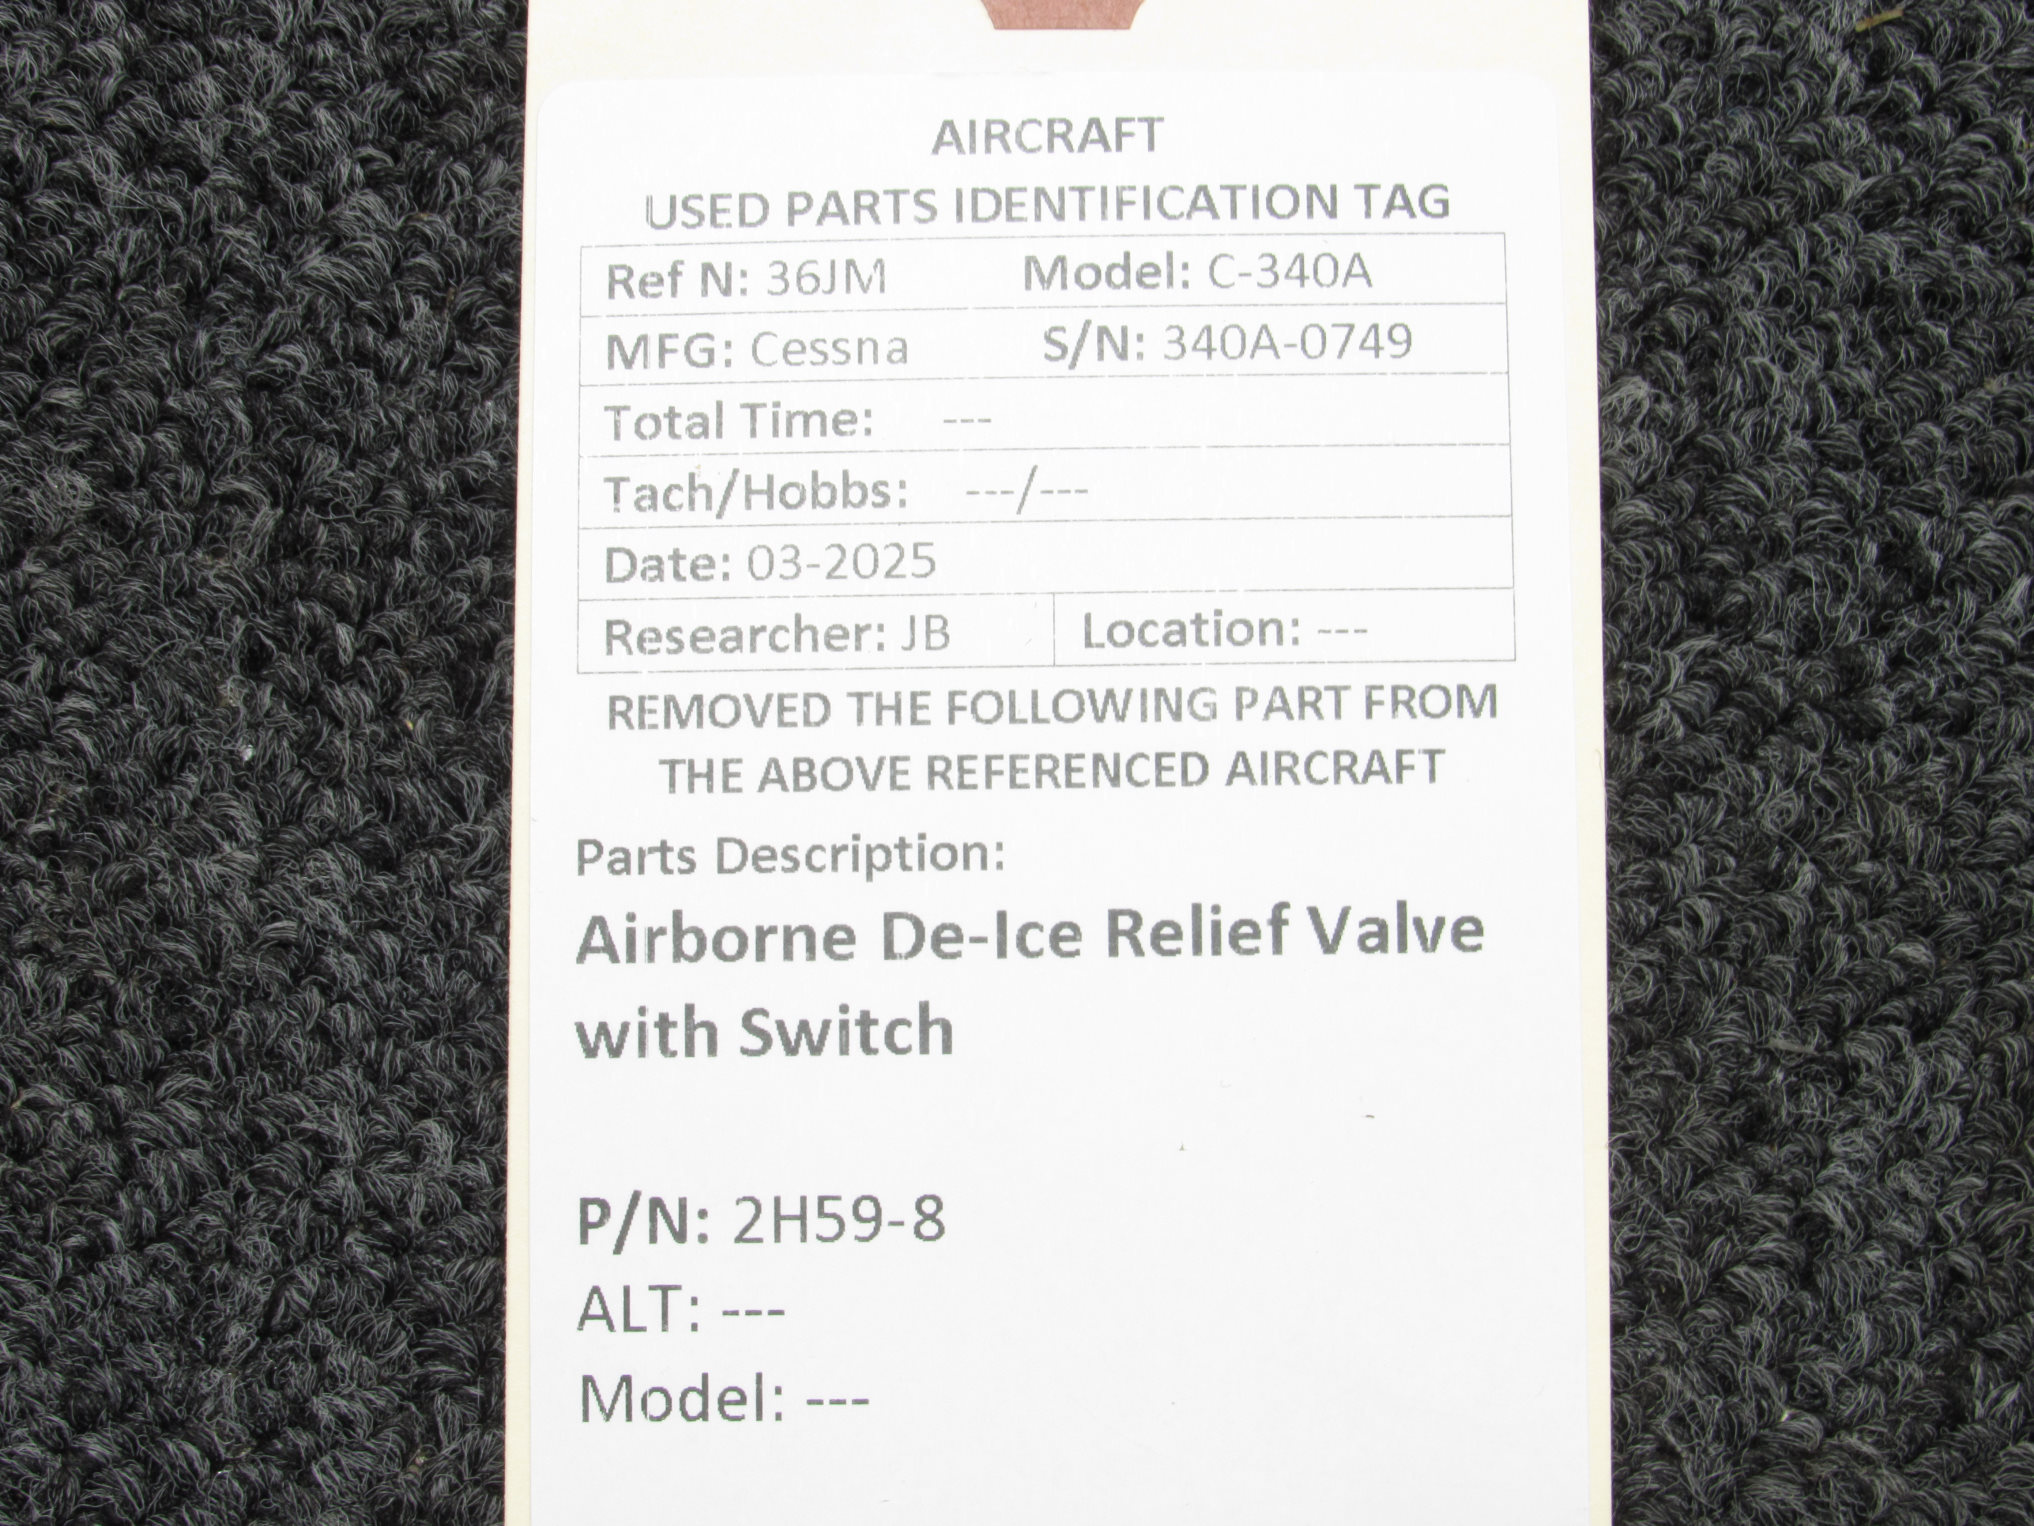 AIRCRAFT
USED PARTS IDENTIFICATION TAG
Ref N: 36JM Model: C-340A
MFG: Cessna S/N: 340A-0749
Total Time: ---
Tach/Hobbs: ---/---
Date: 03-2025
Researcher: JB Location: ---
REMOVED THE FOLLOWING PART FROM
THE ABOVE REFERENCED AIRCRAFT
Parts Description:
Airborne De-Ice Relief Valve
with Switch
P/N: 2H59-8
ALT: ---
Model: ---